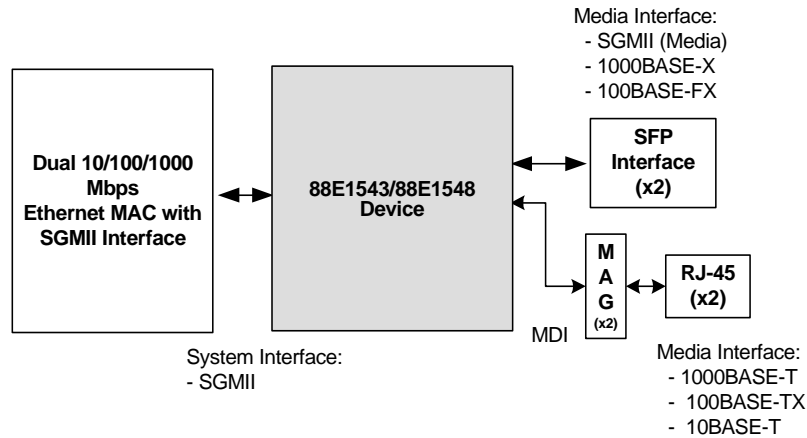 Media Interface:
- SGMII (Media)
- 1000BASE-X
- 100BASE-FX
Dual 10/100/1000
Mbps
Ethernet MAC with
SGMII Interface
88E1543/88E1548
Device
SFP
Interface
(x2)
M
A
G
(x2)
RJ-45
(x2)
MDI
System Interface:
- SGMII
Media Interface:
- 1000BASE-T
- 100BASE-TX
- 10BASE-T